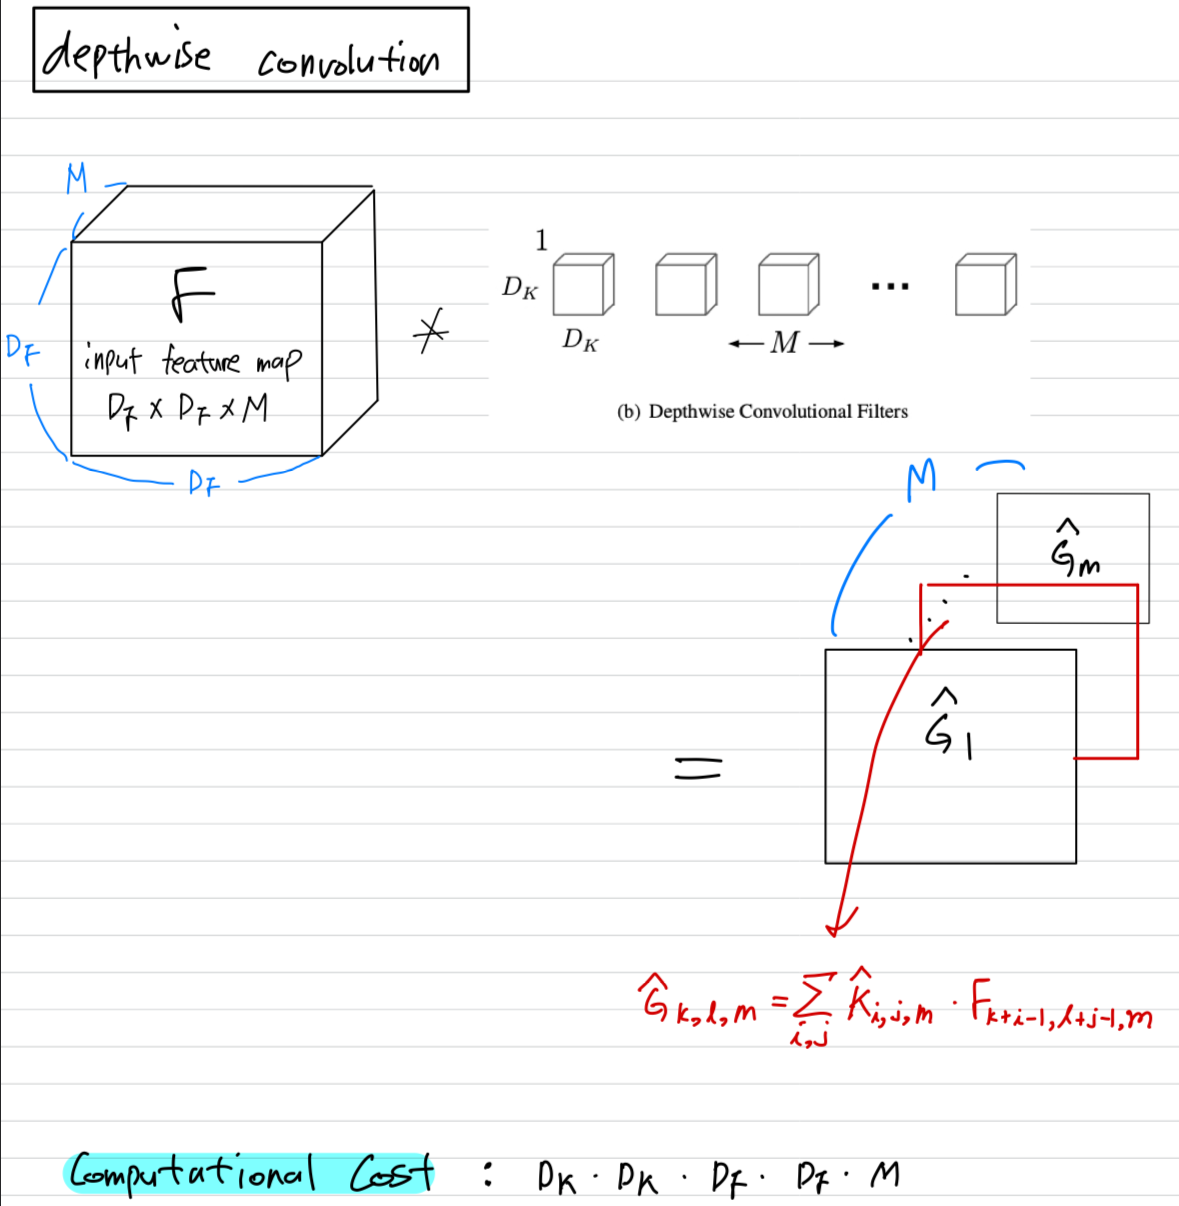 depthwise convolution
M
F
input feature map
D_F x D_F x M
D_F
D_F
*
1
D_K
D_K
...
← M →
(b) Depthwise Convolutional Filters
M
Ĝ_m
Ĝ_1
=
Ĝ_{k,l,m} = Σ_{i,j} K̂_{i,j,m} · F_{k+i-1,l+j-1,m}
Computational Cost : D_K · D_K · D_F · D_F · M